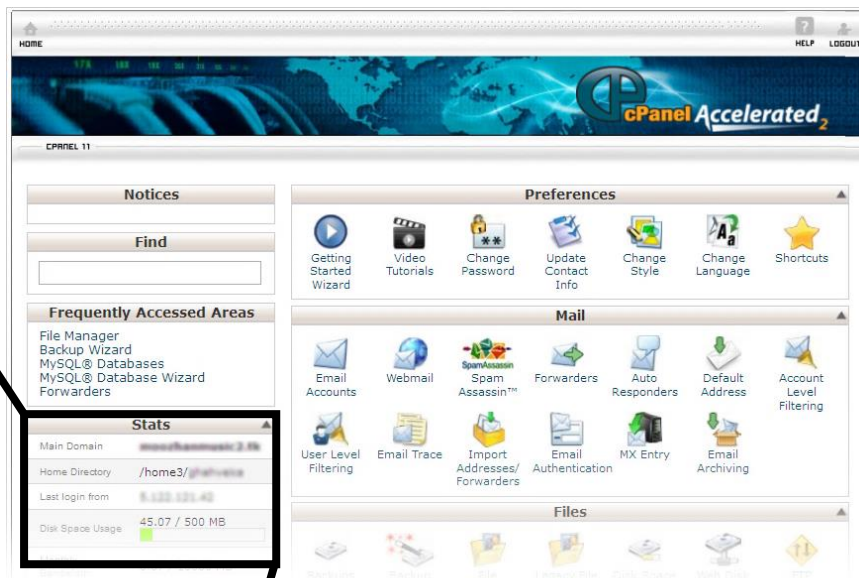 HOME
HELP
LOGOUT
cPanel Accelerated2
CPANEL 11
Notices
Find
Frequently Accessed Areas
File Manager
Backup Wizard
MySQL® Databases
MySQL® Database Wizard
Forwarders
Stats
Main Domain
Home Directory /home3/
Last login from
Disk Space Usage 45.07 / 500 MB
Preferences
Getting Started Wizard
Video Tutorials
Change Password
Update Contact Info
Change Style
Change Language
Shortcuts
Mail
Email Accounts
Webmail
SpamAssassin
Spam Assassin™
Forwarders
Auto Responders
Default Address
Account Level Filtering
User Level Filtering
Email Trace
Import Addresses/ Forwarders
Email Authentication
MX Entry
Email Archiving
Files